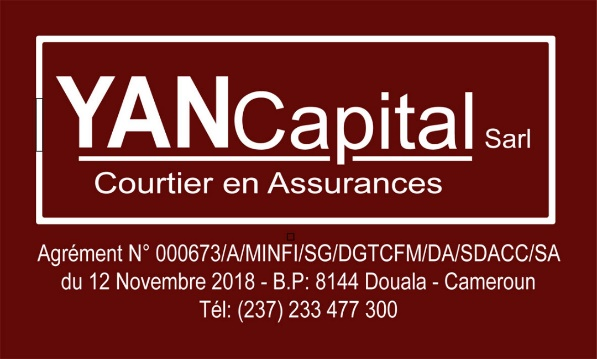 YANCapital Sarl
Courtier en Assurances
Agrément N° 000673/A/MINFI/SG/DGTCFM/DA/SDACC/SA
du 12 Novembre 2018 - B.P: 8144 Douala - Cameroun
Tél: (237) 233 477 300